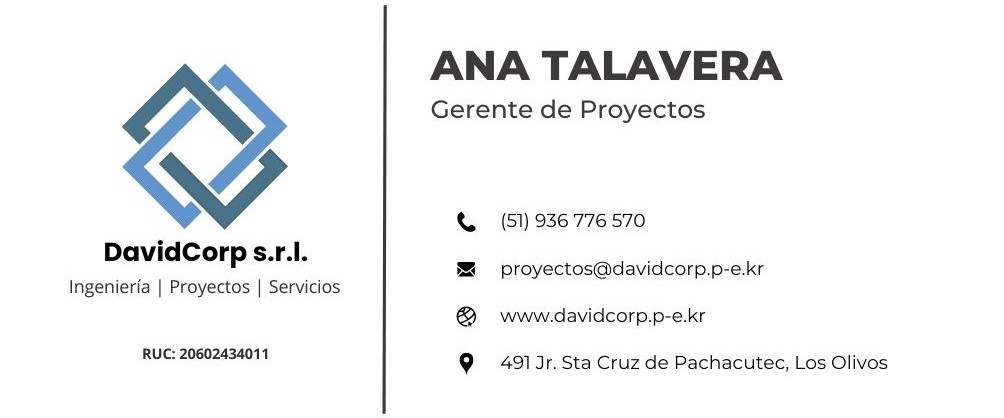 DavidCorp s.r.l.
Ingeniería | Proyectos | Servicios
RUC: 20602434011
ANA TALAVERA
Gerente de Proyectos
(51) 936 776 570
proyectos@davidcorp.p-e.kr
www.davidcorp.p-e.kr
491 Jr. Sta Cruz de Pachacutec, Los Olivos